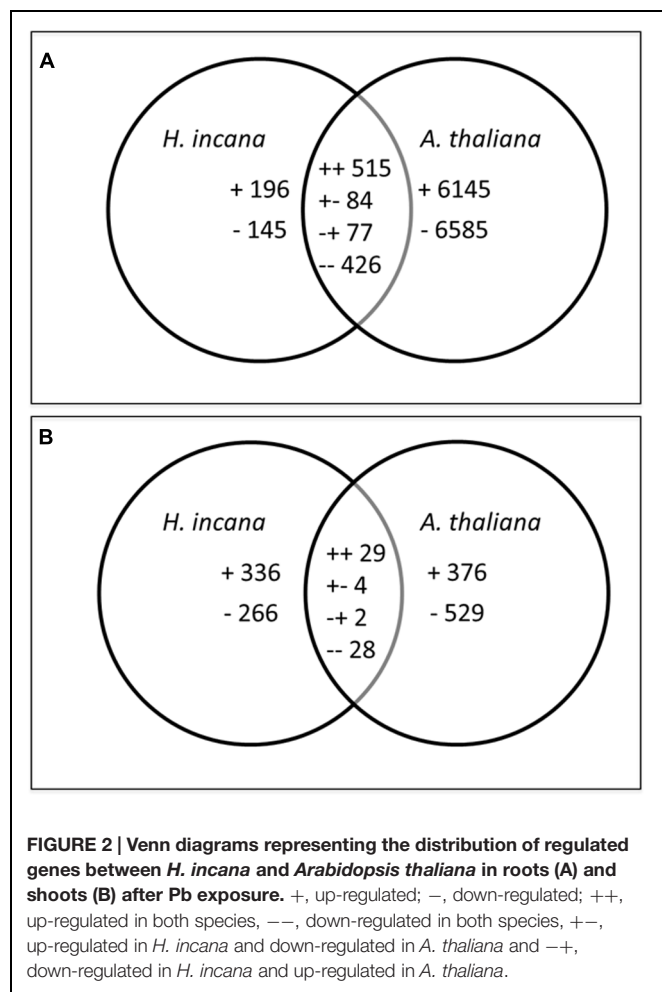 A
H. incana
A. thaliana
++ 515
+ 196
+ 6145
+- 84
- 145
- 6585
-+ 77
-- 426
B
H. incana
A. thaliana
++ 29
+ 336
+ 376
+- 4
- 266
- 529
-+ 2
-- 28
FIGURE 2 | Venn diagrams representing the distribution of regulated
genes between H. incana and Arabidopsis thaliana in roots (A) and
shoots (B) after Pb exposure. +, up-regulated; −, down-regulated; ++,
up-regulated in both species, −−, down-regulated in both species, +−,
up-regulated in H. incana and down-regulated in A. thaliana and −+,
down-regulated in H. incana and up-regulated in A. thaliana.